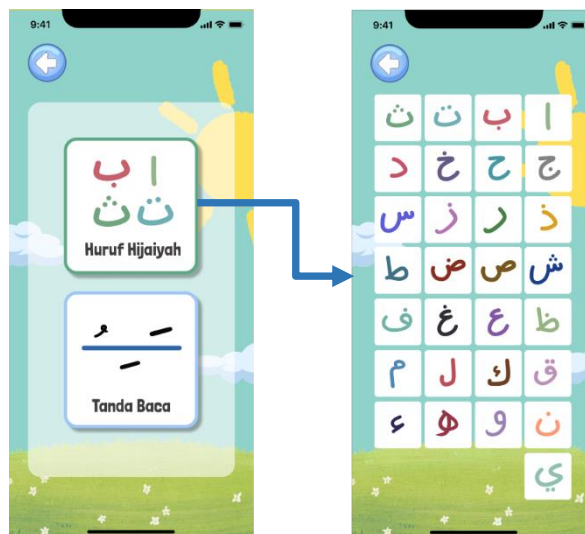 9:41
ا ب
ت ث
Huruf Hijaiyah
ـَ ـُ
ـِ
Tanda Baca
9:41
ا ب ت ث
ج ح خ د
ذ ر ز س
ش ص ض ط
ظ ع غ ف
ق ك ل م
ن و ه ء
ي